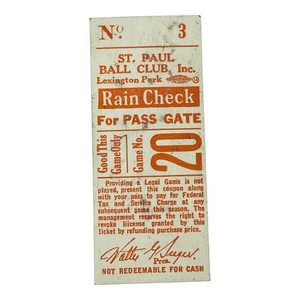 No. 3
ST. PAUL
BALL CLUB, Inc.
Lexington Park
Rain Check
For PASS GATE
Good This
Game Only
Game No.
20
Providing a Legal Game is not
played, present this coupon along
with your pass to pay for Federal
Tax and Service Charge at any
subsequent game this season. The
management reserves the right
to revoke liicense granted by this
ticket by refunding purchase price.
Walter G. Seeger
Pres.
NOT REDEEMABLE FOR CASH